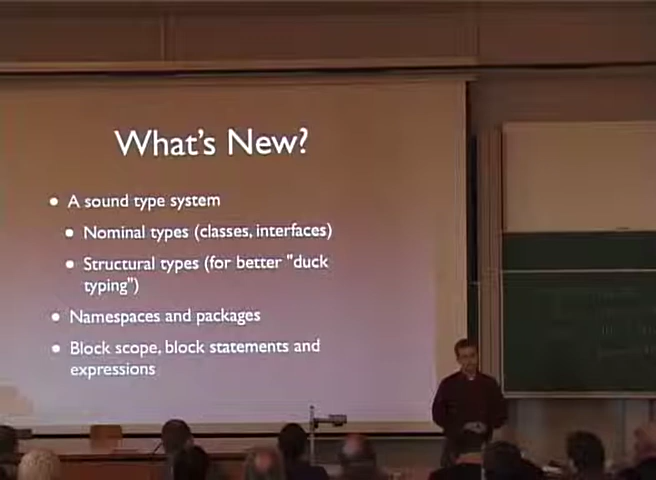 What's New?
• A sound type system
• Nominal types (classes, interfaces)
• Structural types (for better "duck
typing")
• Namespaces and packages
• Block scope, block statements and
expressions